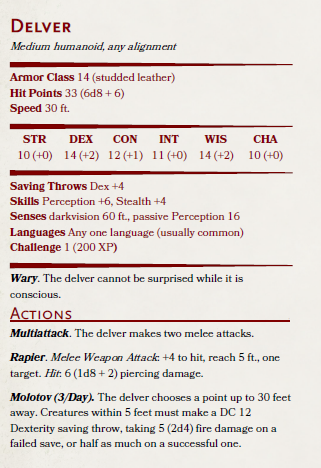 DELVER
Medium humanoid, any alignment
Armor Class 14 (studded leather)
Hit Points 33 (6d8 + 6)
Speed 30 ft.
STR DEX CON INT WIS CHA
10 (+0) 14 (+2) 12 (+1) 11 (+0) 14 (+2) 10 (+0)
Saving Throws Dex +4
Skills Perception +6, Stealth +4
Senses darkvision 60 ft., passive Perception 16
Languages Any one language (usually common)
Challenge 1 (200 XP)
Wary. The delver cannot be surprised while it is
conscious.
ACTIONS
Multiattack. The delver makes two melee attacks.
Rapier. Melee Weapon Attack: +4 to hit, reach 5 ft., one
target. Hit: 6 (1d8 + 2) piercing damage.
Molotov (3/Day). The delver chooses a point up to 30 feet
away. Creatures within 5 feet must make a DC 12
Dexterity saving throw, taking 5 (2d4) fire damage on a
failed save, or half as much on a successful one.